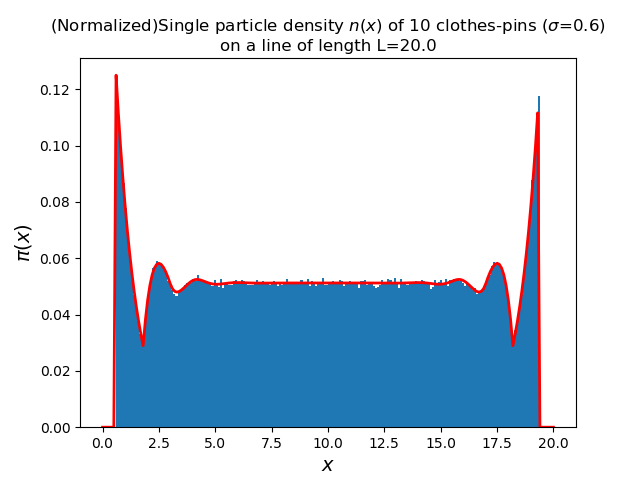 (Normalized)Single particle density n(x) of 10 clothes-pins (σ=0.6)
on a line of length L=20.0
0.12
0.10
0.08
0.06
0.04
0.02
0.00
π(x)
0.0 2.5 5.0 7.5 10.0 12.5 15.0 17.5 20.0
x